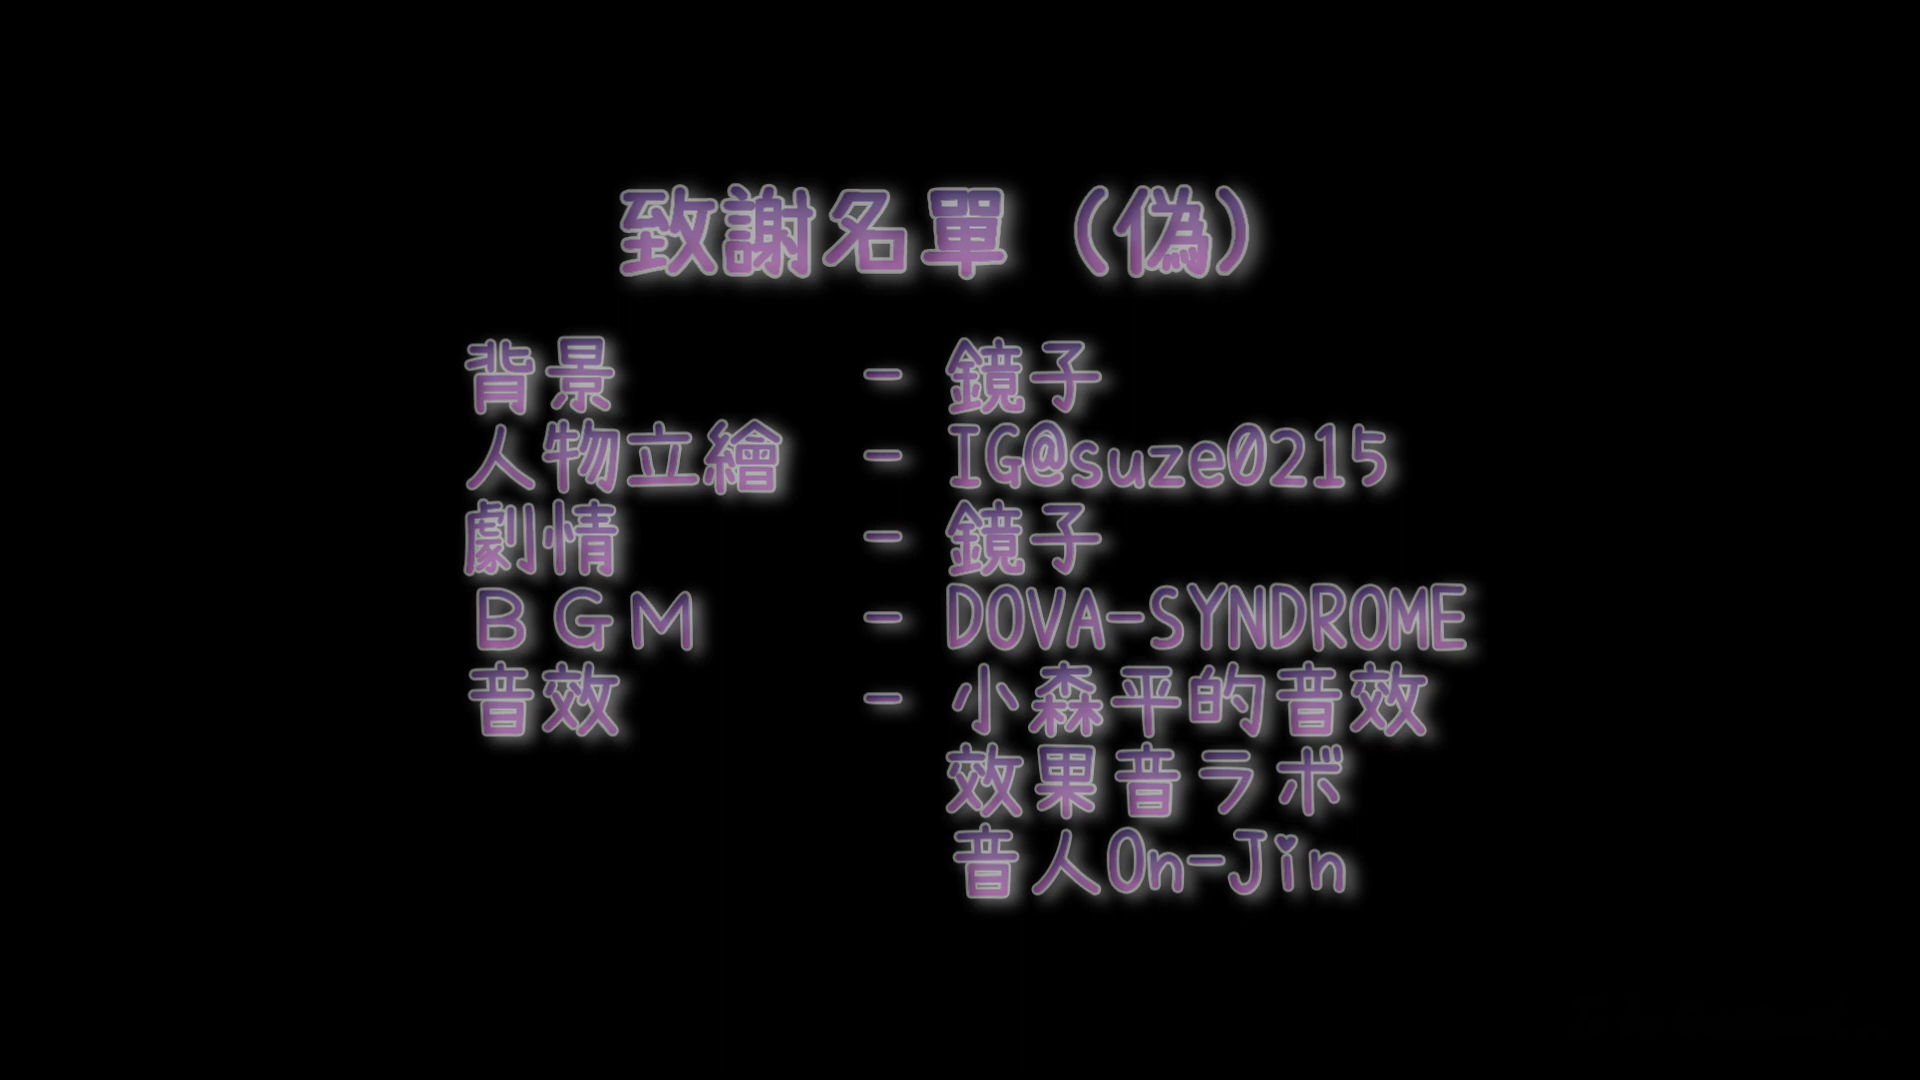 致謝名單（偽）
背景 - 鏡子
人物立繪 - IG@suze0215
劇情 - 鏡子
ＢＧＭ - DOVA-SYNDROME
音效 - 小森平的音效
效果音ラボ
音人On-Jin